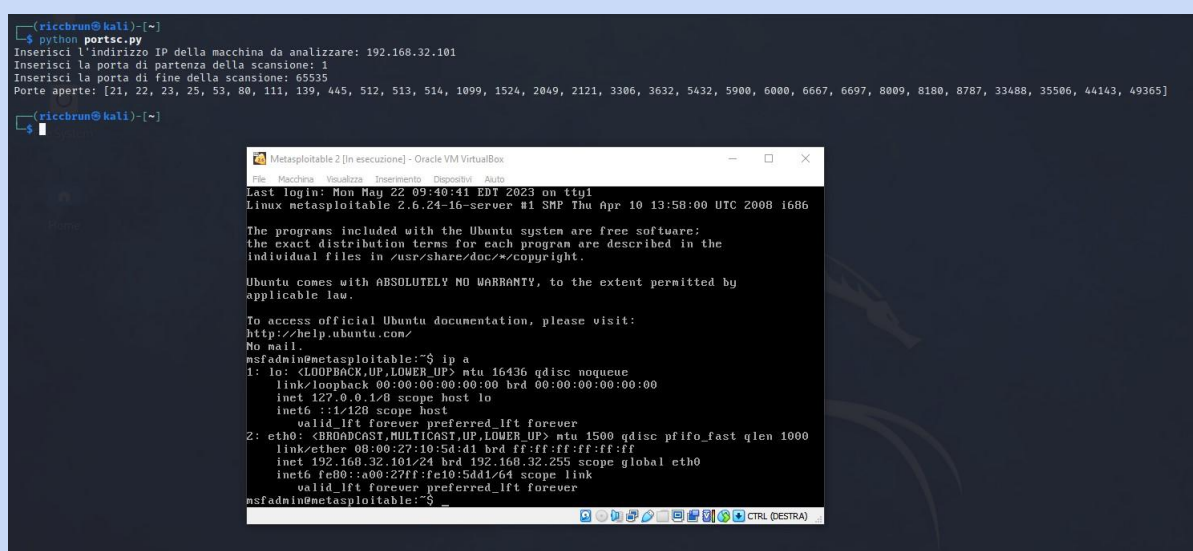 ┌──(riccbrun㉿kali)-[~]
└─$ python portsc.py
Inserisci l'indirizzo IP della macchina da analizzare: 192.168.32.101
Inserisci la porta di partenza della scansione: 1
Inserisci la porta di fine della scansione: 65535
Porte aperte: [21, 22, 23, 25, 53, 80, 111, 139, 445, 512, 513, 514, 1099, 1524, 2049, 2121, 3306, 3632, 5432, 5900, 6000, 6667, 6697, 8009, 8180, 8787, 33488, 35506, 44143, 49365]
┌──(riccbrun㉿kali)-[~]
└─$
Home
Metasploitable 2 [In esecuzione] - Oracle VM VirtualBox
File Macchina Visualizza Inserimento Dispositivi Aiuto
Last login: Mon May 22 09:40:41 EDT 2023 on tty1
Linux metasploitable 2.6.24-16-server #1 SMP Thu Apr 10 13:58:00 UTC 2008 i686
The programs included with the Ubuntu system are free software;
the exact distribution terms for each program are described in the
individual files in /usr/share/doc/*/copyright.
Ubuntu comes with ABSOLUTELY NO WARRANTY, to the extent permitted by
applicable law.
To access official Ubuntu documentation, please visit:
http://help.ubuntu.com/
No mail.
msfadmin@metasploitable:~$ ip a
1: lo: <LOOPBACK,UP,LOWER_UP> mtu 16436 qdisc noqueue
link/loopback 00:00:00:00:00:00 brd 00:00:00:00:00:00
inet 127.0.0.1/8 scope host lo
inet6 ::1/128 scope host
valid_lft forever preferred_lft forever
2: eth0: <BROADCAST,MULTICAST,UP,LOWER_UP> mtu 1500 qdisc pfifo_fast qlen 1000
link/ether 08:00:27:10:5d:d1 brd ff:ff:ff:ff:ff:ff
inet 192.168.32.101/24 brd 192.168.32.255 scope global eth0
inet6 fe80::a00:27ff:fe10:5dd1/64 scope link
valid_lft forever preferred_lft forever
msfadmin@metasploitable:~$ _
CTRL (DESTRA)